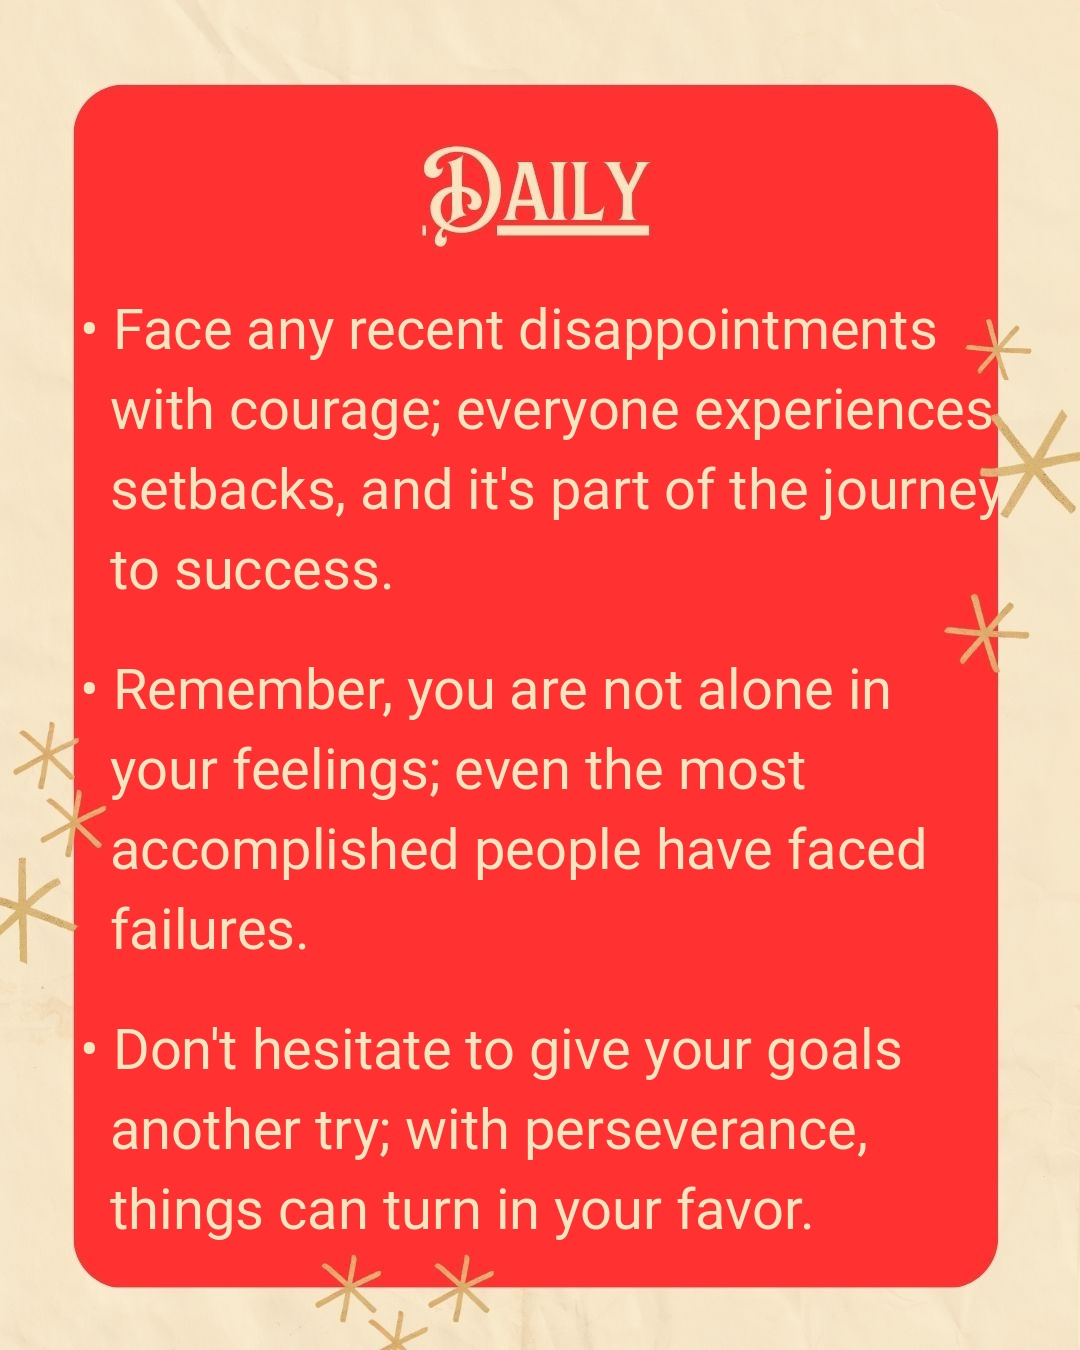 Daily
• Face any recent disappointments
with courage; everyone experiences
setbacks, and it's part of the journey
to success.
• Remember, you are not alone in
your feelings; even the most
accomplished people have faced
failures.
• Don't hesitate to give your goals
another try; with perseverance,
things can turn in your favor.